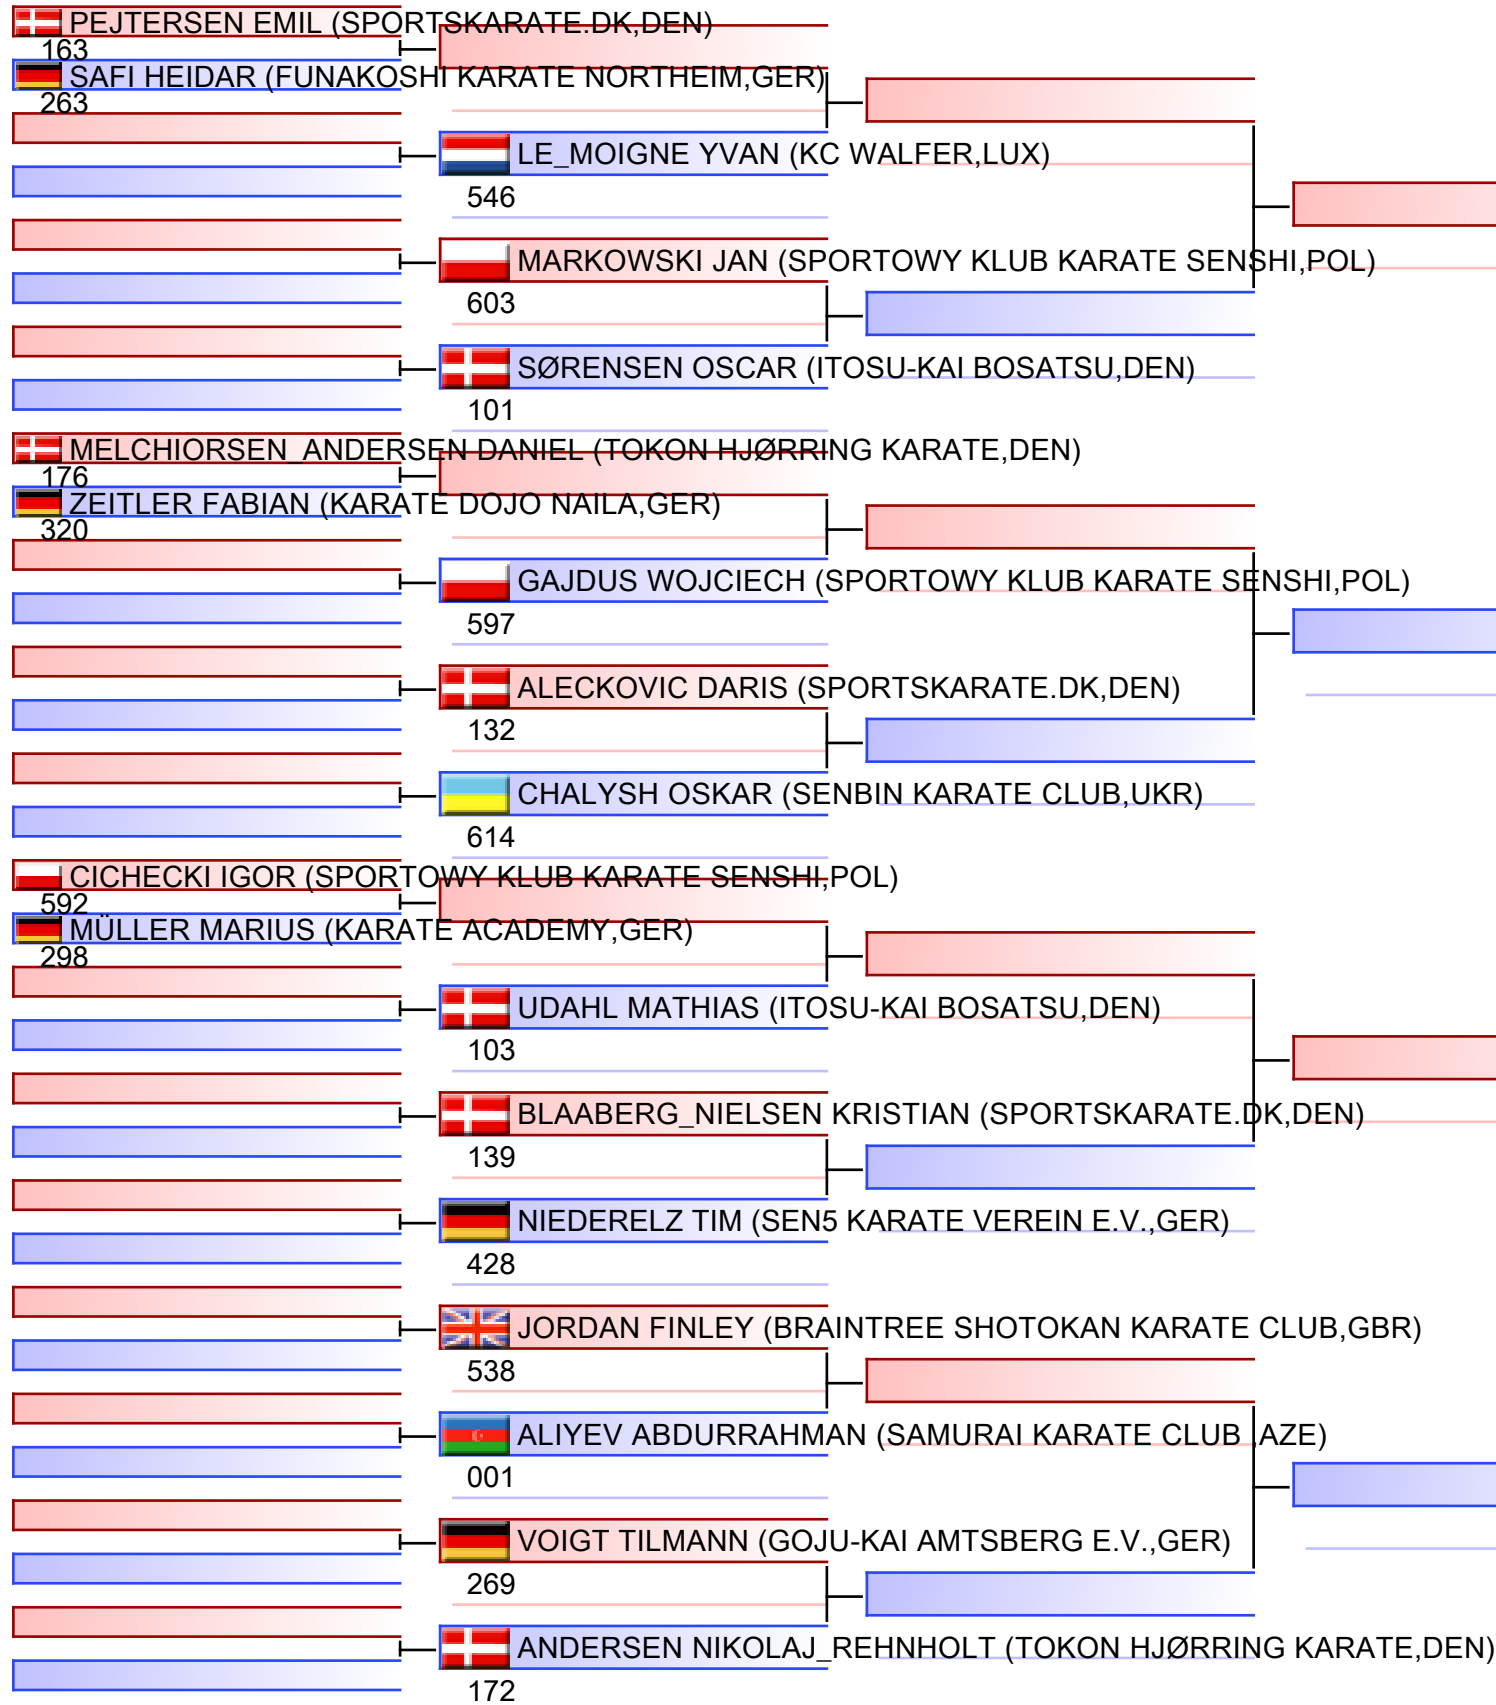 PEJTERSEN EMIL (SPORTSKARATE.DK,DEN)
163
SAFI HEIDAR (FUNAKOSHI KARATE NORTHEIM,GER)
263
LE_MOIGNE YVAN (KC WALFER,LUX)
546
MARKOWSKI JAN (SPORTOWY KLUB KARATE SENSHI,POL)
603
SØRENSEN OSCAR (ITOSU-KAI BOSATSU,DEN)
101
MELCHIORSEN_ANDERSEN DANIEL (TOKON HJØRRING KARATE,DEN)
176
ZEITLER FABIAN (KARATE DOJO NAILA,GER)
320
GAJDUS WOJCIECH (SPORTOWY KLUB KARATE SENSHI,POL)
597
ALECKOVIC DARIS (SPORTSKARATE.DK,DEN)
132
CHALYSH OSKAR (SENBIN KARATE CLUB,UKR)
614
CICHECKI IGOR (SPORTOWY KLUB KARATE SENSHI,POL)
592
MÜLLER MARIUS (KARATE ACADEMY,GER)
298
UDAHL MATHIAS (ITOSU-KAI BOSATSU,DEN)
103
BLAABERG_NIELSEN KRISTIAN (SPORTSKARATE.DK,DEN)
139
NIEDERELZ TIM (SEN5 KARATE VEREIN E.V.,GER)
428
JORDAN FINLEY (BRAINTREE SHOTOKAN KARATE CLUB,GBR)
538
ALIYEV ABDURRAHMAN (SAMURAI KARATE CLUB ,AZE)
001
VOIGT TILMANN (GOJU-KAI AMTSBERG E.V.,GER)
269
ANDERSEN NIKOLAJ_REHNHOLT (TOKON HJØRRING KARATE,DEN)
172